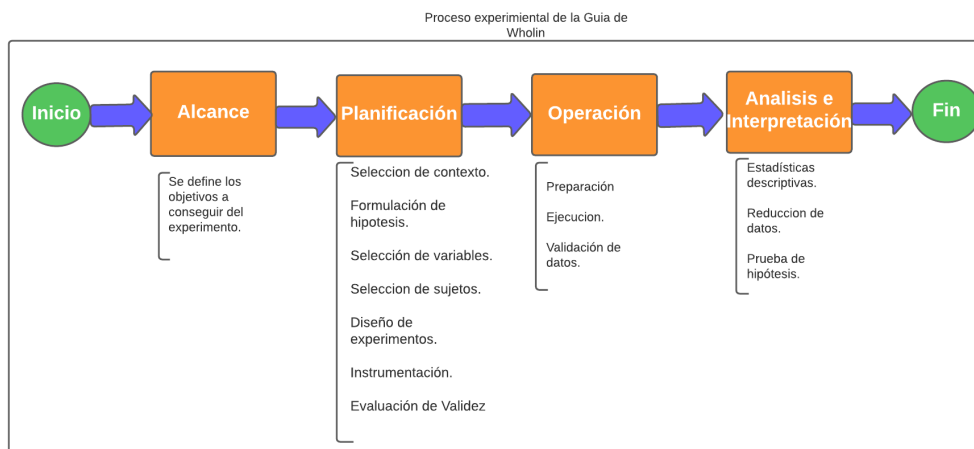 Proceso experimiental de la Guia de
Wholin
Inicio
Alcance
Planificación
Operación
Analisis e
Interpretación
Fin
Se define los
objetivos a
conseguir del
experimento.
Seleccion de contexto.
Formulación de
hipotesis.
Selección de variables.
Seleccion de sujetos.
Diseño de
experimentos.
Instrumentación.
Evaluación de Validez
Preparación
Ejecucion.
Validación de
datos.
Estadísticas
descriptivas.
Reduccion de
datos.
Prueba de
hipótesis.